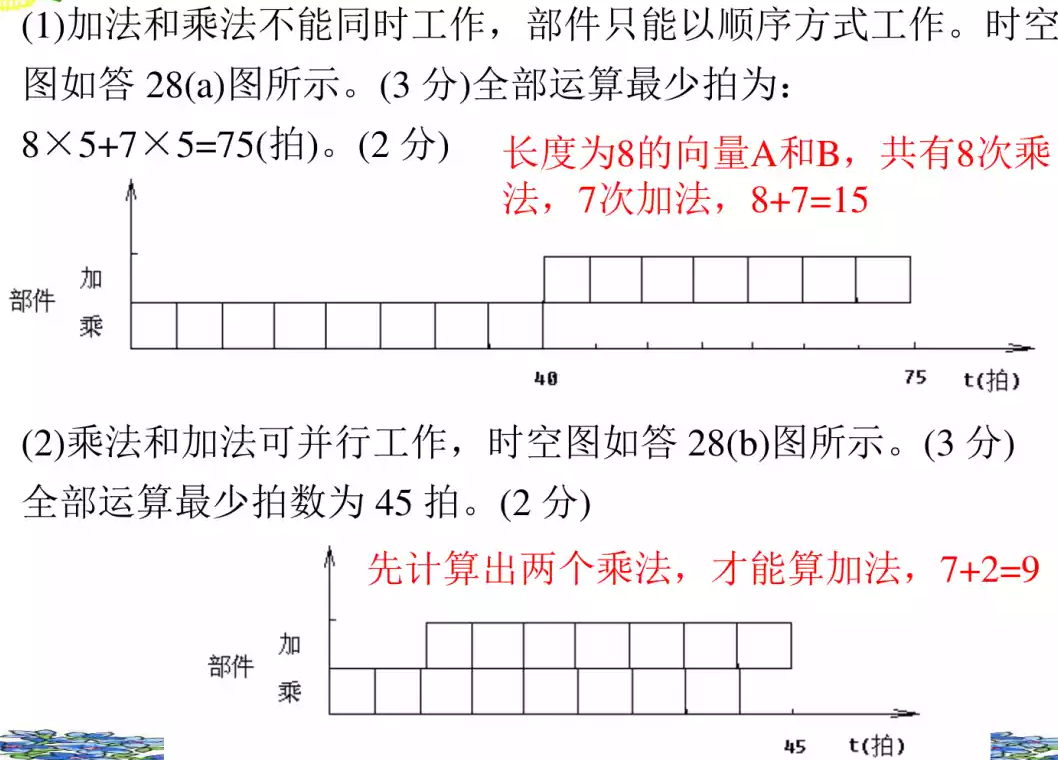 (1)加法和乘法不能同时工作，部件只能以顺序方式工作。时空
图如答 28(a)图所示。(3 分)全部运算最少拍为：
8×5+7×5=75(拍)。(2 分)
长度为8的向量A和B，共有8次乘
法，7次加法，8+7=15
加
部件
乘
40
75
t(拍)
(2)乘法和加法可并行工作，时空图如答 28(b)图所示。(3 分)
全部运算最少拍数为 45 拍。(2 分)
先计算出两个乘法，才能算加法，7+2=9
加
部件
乘
45
t(拍)